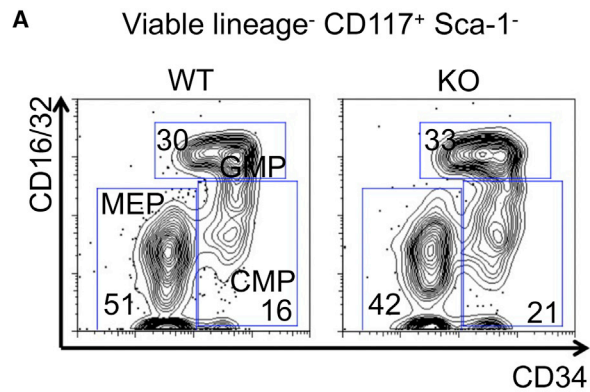 A
Viable lineage- CD117+ Sca-1-
WT KO
CD16/32
30
GMP
MEP
CMP
51
16
33
42
21
CD34